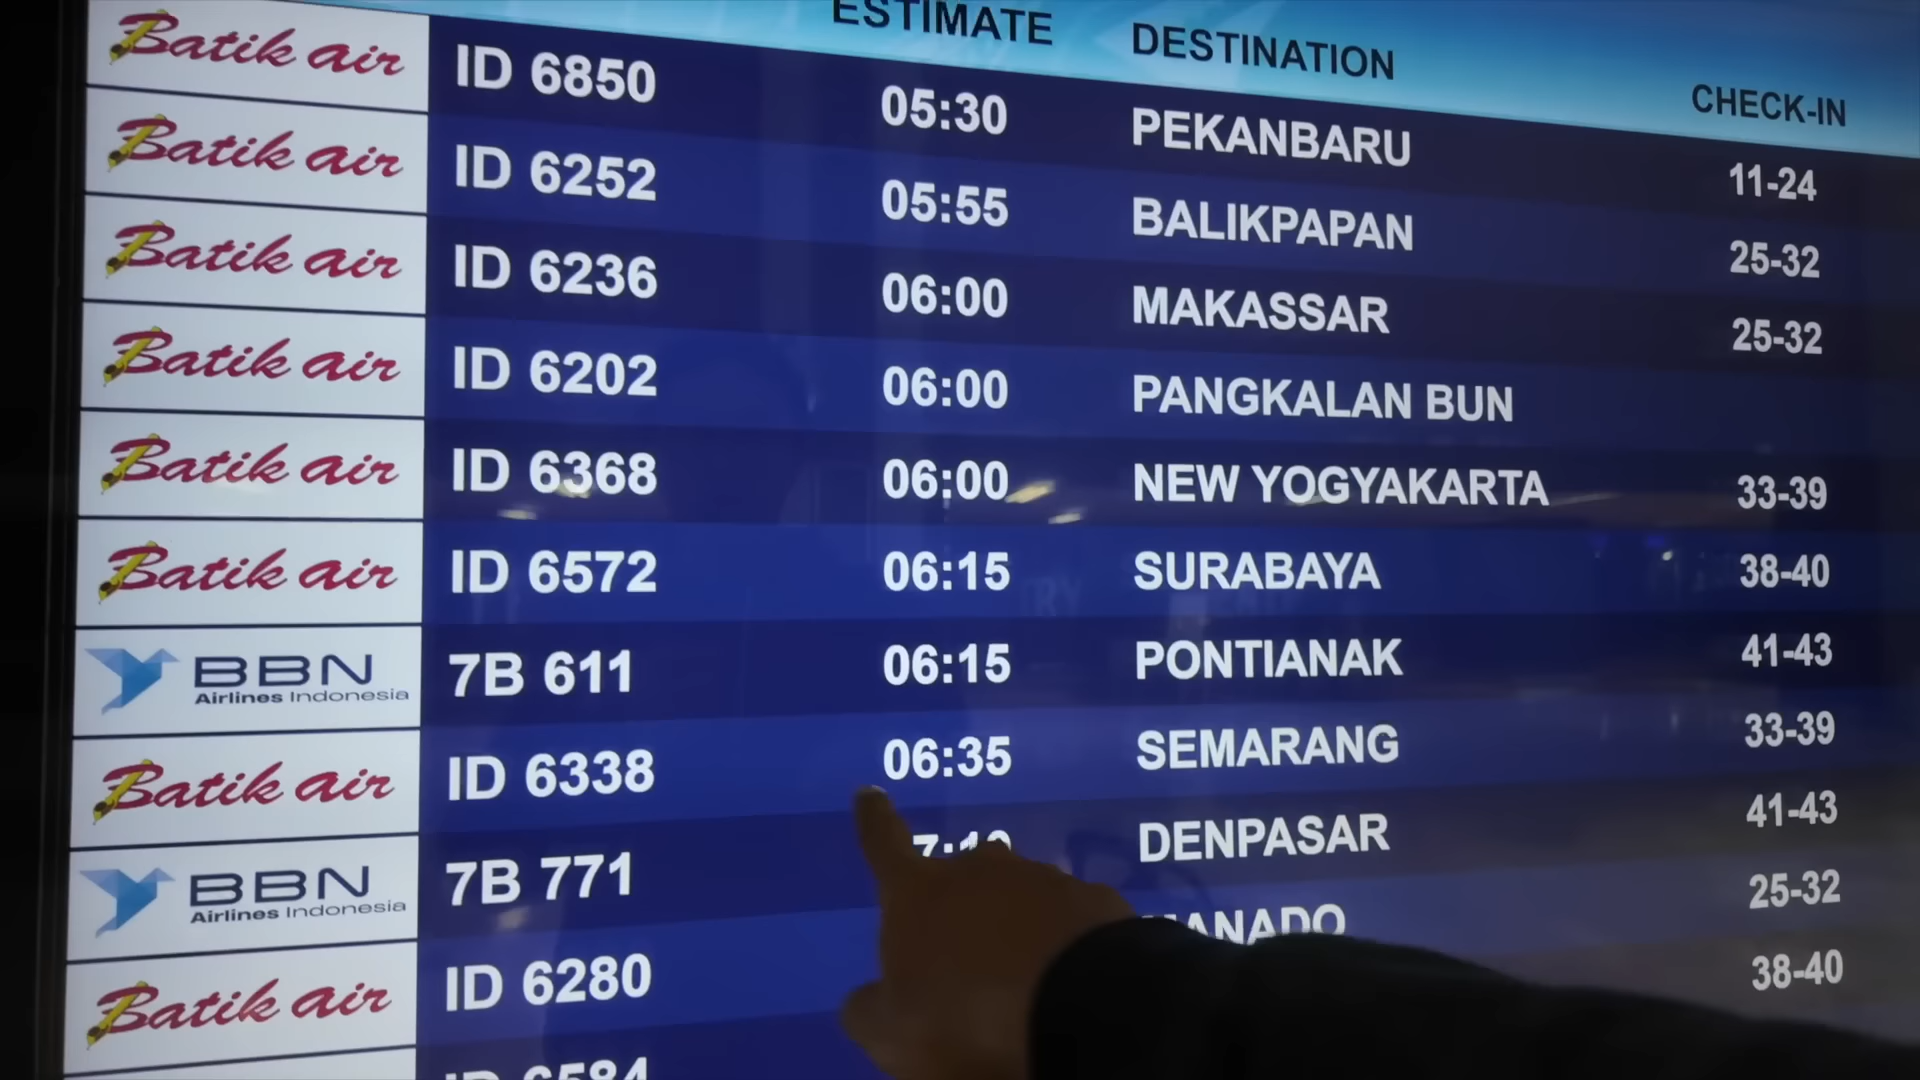 ESTIMATE DESTINATION CHECK-IN
Batik air ID 6850 05:30 PEKANBARU 11-24
Batik air ID 6252 05:55 BALIKPAPAN 25-32
Batik air ID 6236 06:00 MAKASSAR 25-32
Batik air ID 6202 06:00 PANGKALAN BUN
Batik air ID 6368 06:00 NEW YOGYAKARTA 33-39
Batik air ID 6572 06:15 SURABAYA 38-40
BBN Airlines Indonesia 7B 611 06:15 PONTIANAK 41-43
Batik air ID 6338 06:35 SEMARANG 33-39
BBN Airlines Indonesia 7B 771 DENPASAR 41-43
Batik air ID 6280 25-32
ID 6584 38-40